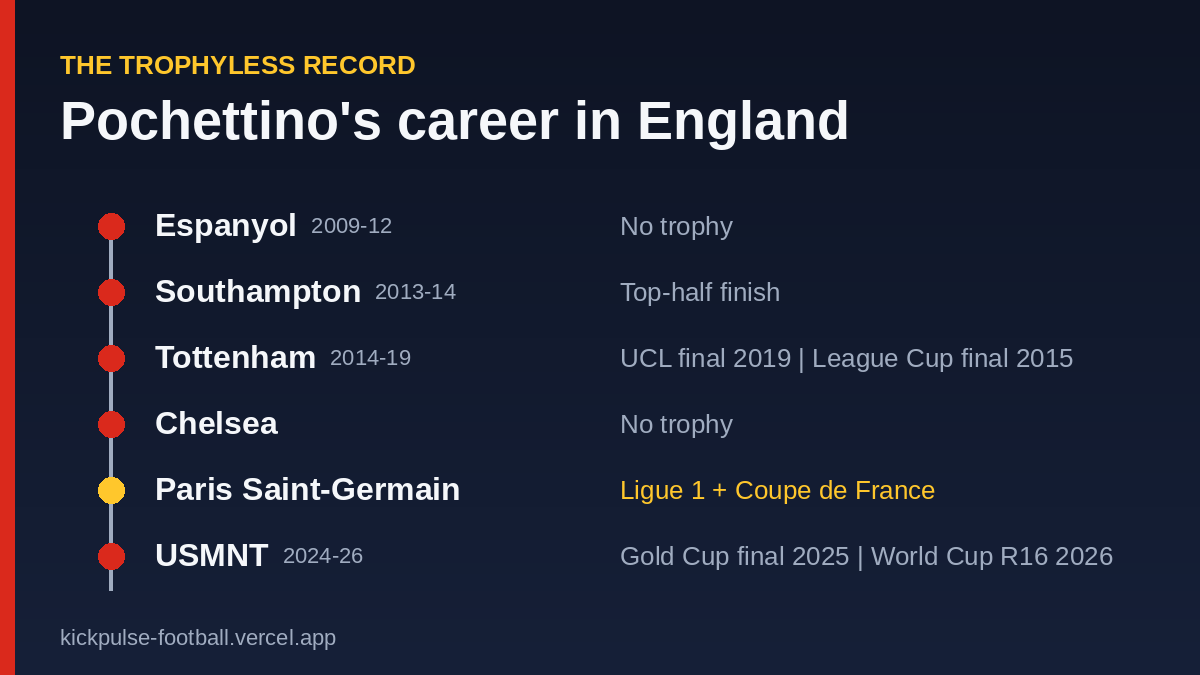 THE TROPHYLESS RECORD
Pochettino's career in England
Espanyol 2009-12 No trophy
Southampton 2013-14 Top-half finish
Tottenham 2014-19 UCL final 2019 | League Cup final 2015
Chelsea No trophy
Paris Saint-Germain Ligue 1 + Coupe de France
USMNT 2024-26 Gold Cup final 2025 | World Cup R16 2026
kickpulse-football.vercel.app